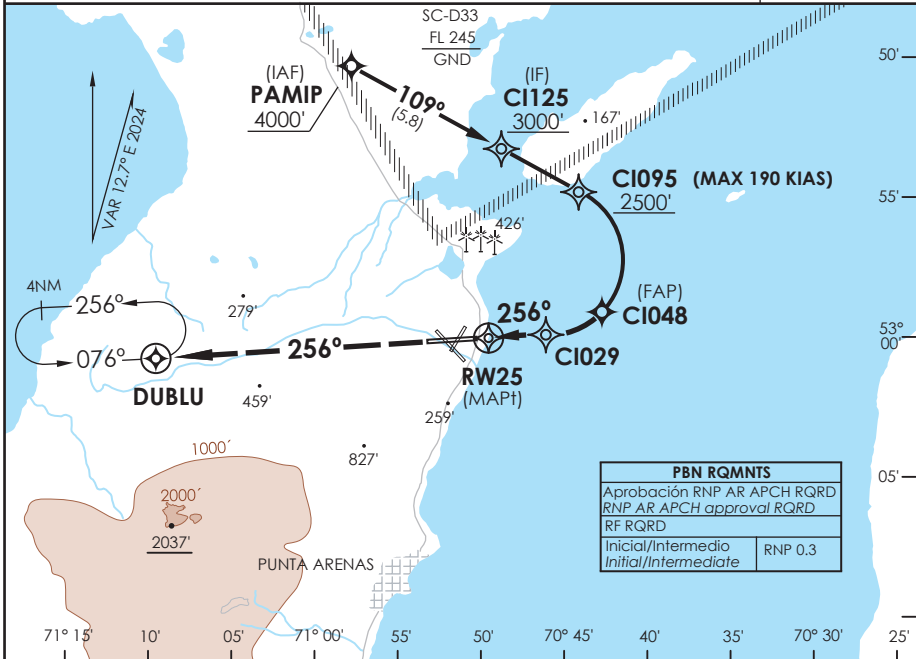 SC-D33
FL 245
GND
50'
(IAF)
PAMIP
4000'
109°
(5.8)
(IF)
CI125
3000'
167'
VAR 12.7° E 2024
CI095 (MAX 190 KIAS)
2500'
55'
426'
4NM
256°
279'
076°
256°
256°
(FAP)
CI048
53°
00'
CI029
DUBLU
RW25
(MAPt)
459'
259'
827'
1000´
2000´
2037'
05'
PBN RQMNTS
Aprobación RNP AR APCH RQRD
RNP AR APCH approval RQRD
RF RQRD
Inicial/Intermedio
Initial/Intermediate
RNP 0.3
PUNTA ARENAS
71° 15' 10' 05' 71° 00' 55' 50' 70° 45' 40' 35' 70° 30' 25'